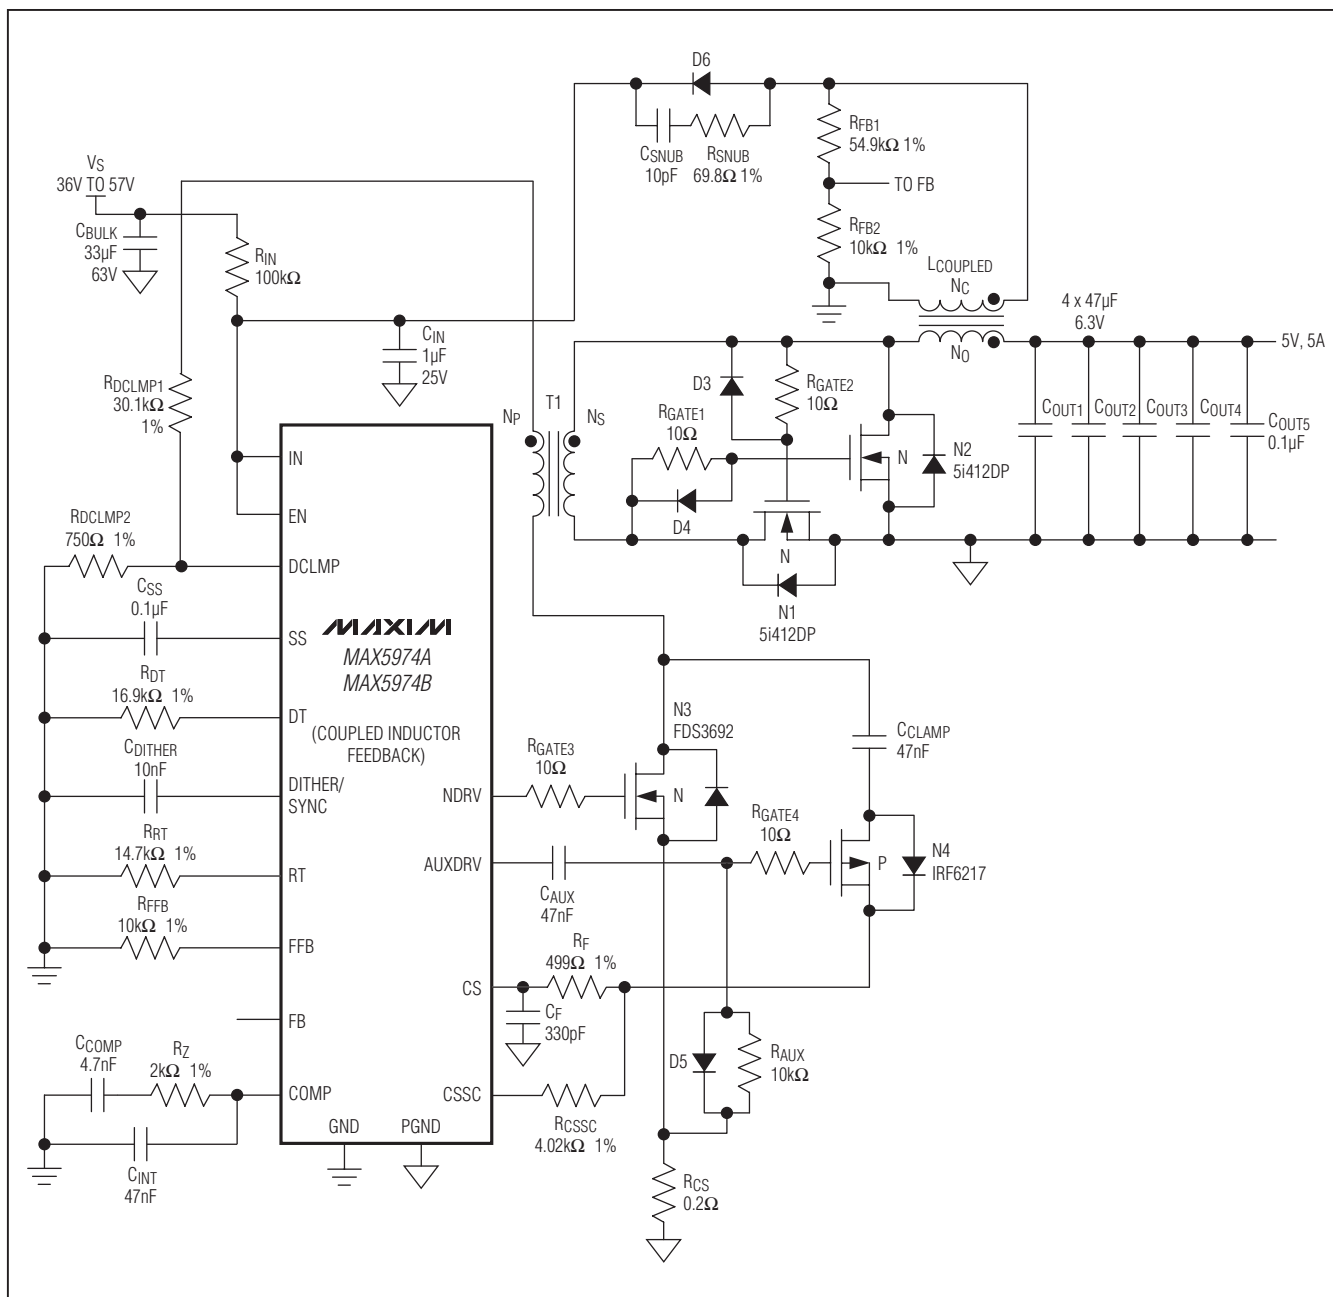 D6
CSNUB
10pF
RSNUB
69.8Ω 1%
RFB1
54.9kΩ 1%
TO FB
RFB2
10kΩ 1%
VS
36V TO 57V
CBULK
33µF
63V
RIN
100kΩ
CIN
1µF
25V
LCOUPLED
NC
NO
4 x 47µF
6.3V
5V, 5A
RDCLMP1
30.1kΩ
1%
NP
T1
NS
D3
RGATE2
10Ω
RGATE1
10Ω
D4
N
N2
5i412DP
N
N1
5i412DP
COUT1
COUT2
COUT3
COUT4
COUT5
0.1µF
RDCLMP2
750Ω 1%
CSS
0.1µF
RDT
16.9kΩ 1%
CDITHER
10nF
RRT
14.7kΩ 1%
RFFB
10kΩ 1%
CCOMP
4.7nF
RZ
2kΩ 1%
CINT
47nF
IN
EN
DCLMP
SS
DT
DITHER/
SYNC
RT
FFB
FB
COMP
GND
PGND
MAXIM
MAX5974A
MAX5974B
(COUPLED INDUCTOR
FEEDBACK)
NDRV
AUXDRV
CS
CSSC
RGATE3
10Ω
N3
FDS3692
N
CCLAMP
47nF
RGATE4
10Ω
P
N4
IRF6217
CAUX
47nF
RF
499Ω 1%
CF
330pF
D5
RAUX
10kΩ
RCSSC
4.02kΩ 1%
RCS
0.2Ω